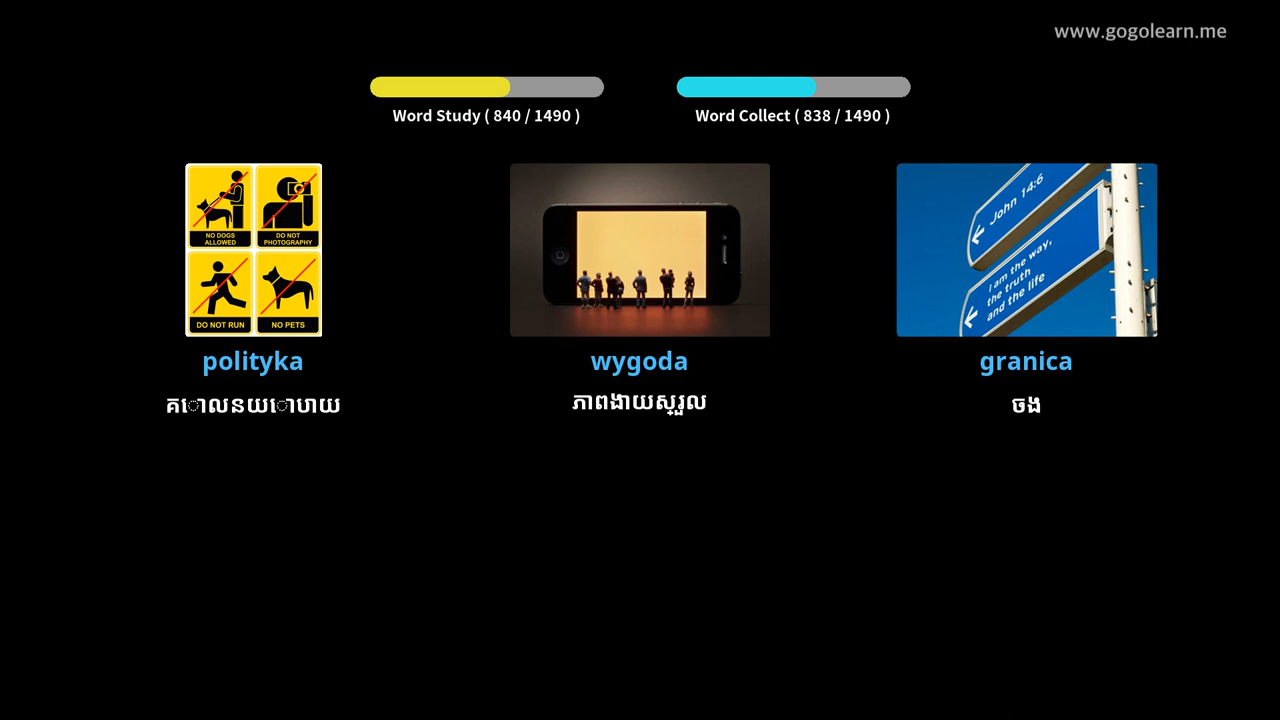 www.gogolearn.me
Word Study ( 840 / 1490 )
Word Collect ( 838 / 1490 )
NO DOGS
ALLOWED
DO NOT
PHOTOGRAPHY
DO NOT RUN
NO PETS
John 14:6
I am the way,
the truth
and the life
polityka
wygoda
granica
គោលនយោបាយ
ភាពងាយស្រួល
ចង